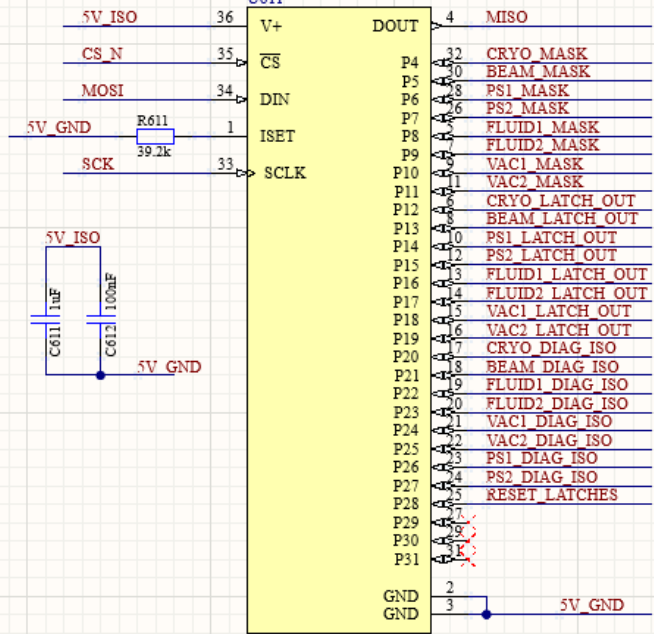 5V_ISO 36 V+ DOUT 4 MISO
CS_N 35 CS P4 32 CRYO_MASK
P5 30 BEAM_MASK
MOSI 34 DIN P6 28 PS1_MASK
P7 26 PS2_MASK
5V_GND R611 39.2k 1 ISET P8 5 FLUID1_MASK
P9 7 FLUID2_MASK
SCK 33 SCLK P10 9 VAC1_MASK
P11 11 VAC2_MASK
P12 6 CRYO_LATCH_OUT
P13 8 BEAM_LATCH_OUT
P14 10 PS1_LATCH_OUT
P15 12 PS2_LATCH_OUT
P16 13 FLUID1_LATCH_OUT
P17 14 FLUID2_LATCH_OUT
P18 15 VAC1_LATCH_OUT
P19 16 VAC2_LATCH_OUT
P20 17 CRYO_DIAG_ISO
P21 18 BEAM_DIAG_ISO
P22 19 FLUID1_DIAG_ISO
P23 20 FLUID2_DIAG_ISO
P24 21 VAC1_DIAG_ISO
P25 22 VAC2_DIAG_ISO
P26 23 PS1_DIAG_ISO
P27 24 PS2_DIAG_ISO
P28 25 RESET_LATCHES
P29 27
P30 29
P31 31
GND 2
GND 3 5V_GND
5V_ISO
C611 1uF
C612 100nF
5V_GND